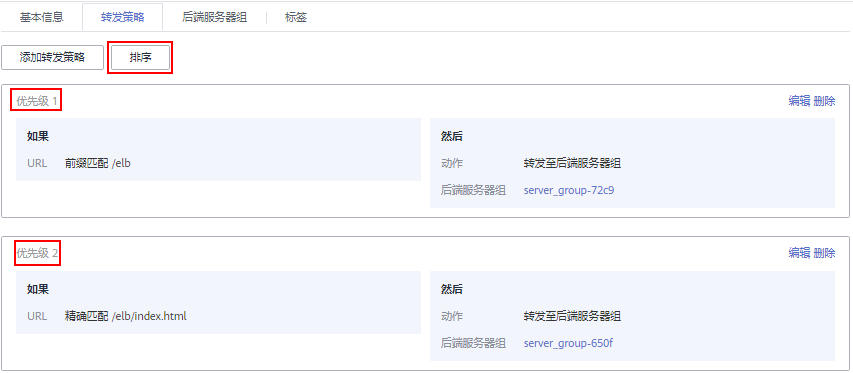 基本信息 转发策略 后端服务器组 标签
添加转发策略 排序
优先级 1 编辑 删除
如果 然后
URL 前缀匹配 /elb 动作 转发至后端服务器组
后端服务器组 server_group-72c9
优先级 2 编辑 删除
如果 然后
URL 精确匹配 /elb/index.html 动作 转发至后端服务器组
后端服务器组 server_group-650f